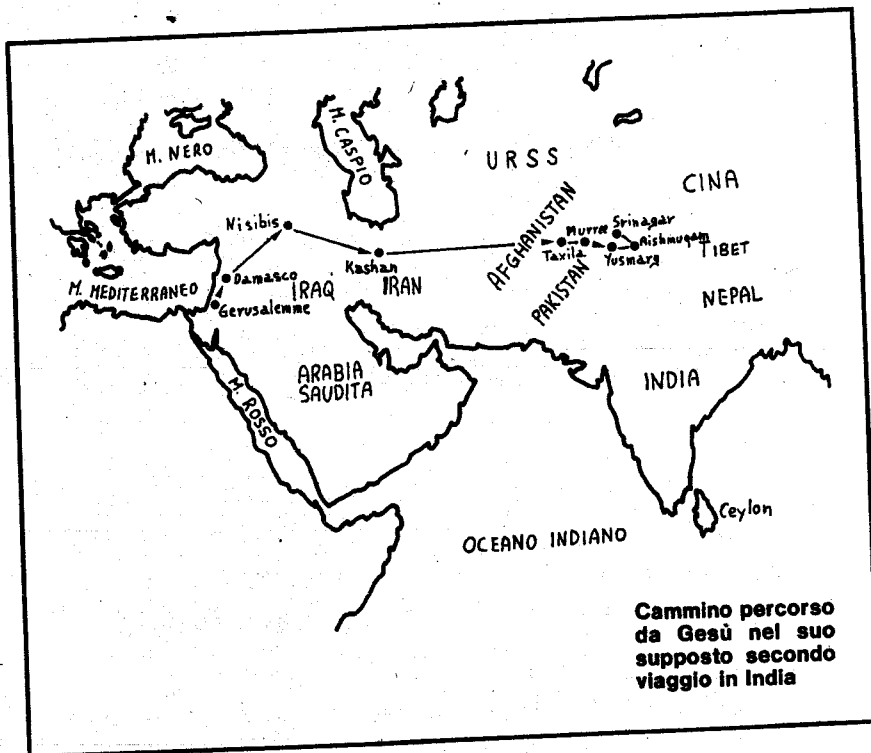 M. NERO
M. CASPIO
URSS
CINA
Nisibis
AFGHANISTAN
Murree
Srinagar
Taxila
Yusmarg
Aishmuqam
TIBET
Kashan
Damasco
IRAQ
IRAN
PAKISTAN
M. MEDITERRANEO
Gerusalemme
NEPAL
ARABIA
SAUDITA
INDIA
M. ROSSO
Ceylon
OCEANO INDIANO
Cammino percorso
da Gesù nel suo
supposto secondo
viaggio in India